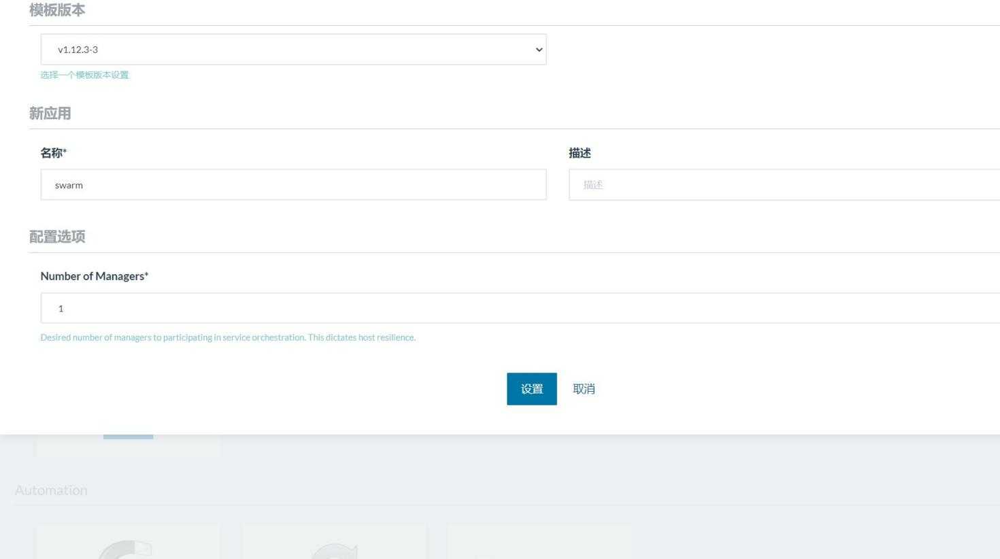 模板版本
v1.12.3-3
选择一个模板版本设置
新应用
名称*
描述
swarm
描述
配置选项
Number of Managers*
1
Desired number of managers to participating in service orchestration. This dictates host resilience.
设置
取消
Automation